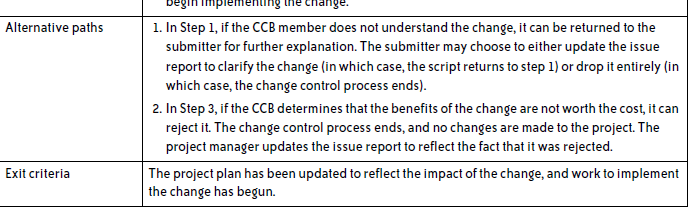 begin implementing the change.
Alternative paths
1. In Step 1, if the CCB member does not understand the change, it can be returned to the
submitter for further explanation. The submitter may choose to either update the issue
report to clarify the change (in which case, the script returns to step 1) or drop it entirely (in
which case, the change control process ends).
2. In Step 3, if the CCB determines that the benefits of the change are not worth the cost, it can
reject it. The change control process ends, and no changes are made to the project. The
project manager updates the issue report to reflect the fact that it was rejected.
Exit criteria
The project plan has been updated to reflect the impact of the change, and work to implement
the change has begun.